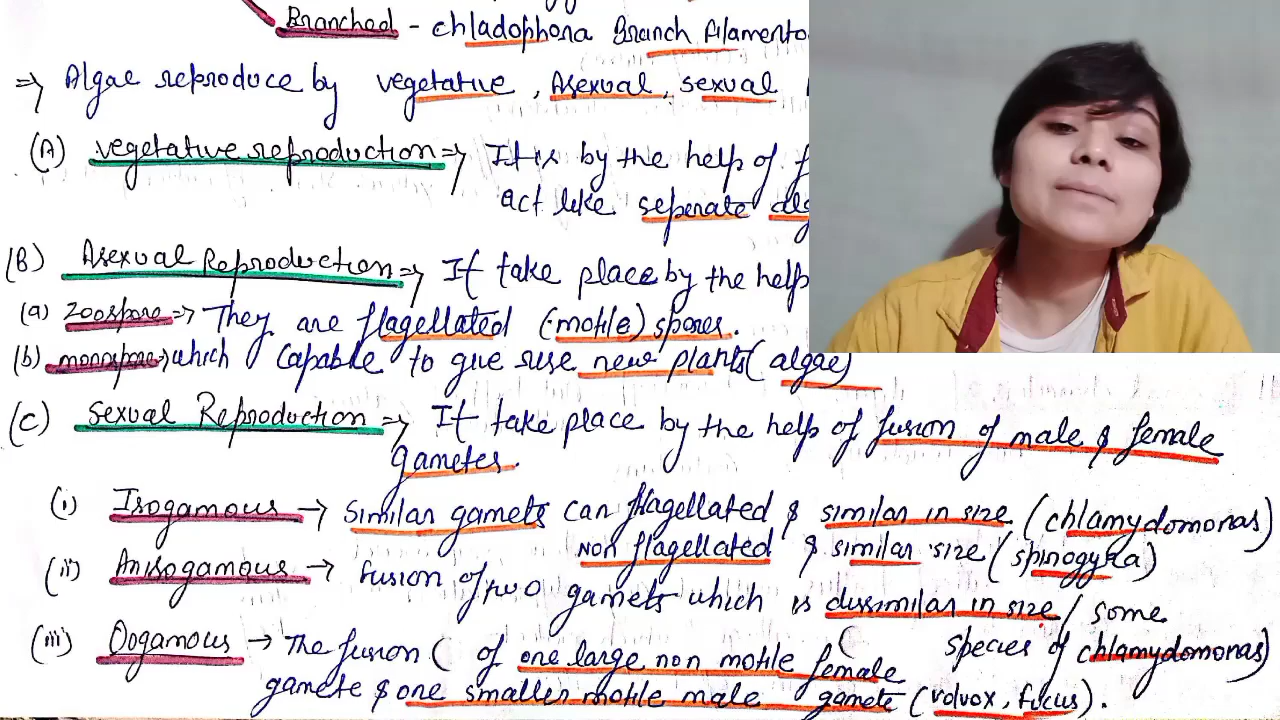 Branched - chladophora Branch filamento
=> Algae reproduce by vegetative, Asexual, sexual
(A) vegetative reproduction => It is by the help of f
act like seperate alg
(B) Asexual Reproduction => It take place by the help
(a) Zoospore => They are flagellated (motile) spores.
(b) which capable to give rise new plants (algae)
(C) Sexual Reproduction => It take place by the help of fusion of male & female
gametes.
(i) Isogamous → Similar gamets can flagellated & similar in size (chlamydomonas)
Non flagellated & similar size (spirogyra)
(ii) Anisogamous → fusion of two gamets which is dissimilar in size / some
species of chlamydomonas)
(iii) Oogamous → The fusion ( of one large non motile female
gamete & one smaller motile male gamete (volvox, fucus).